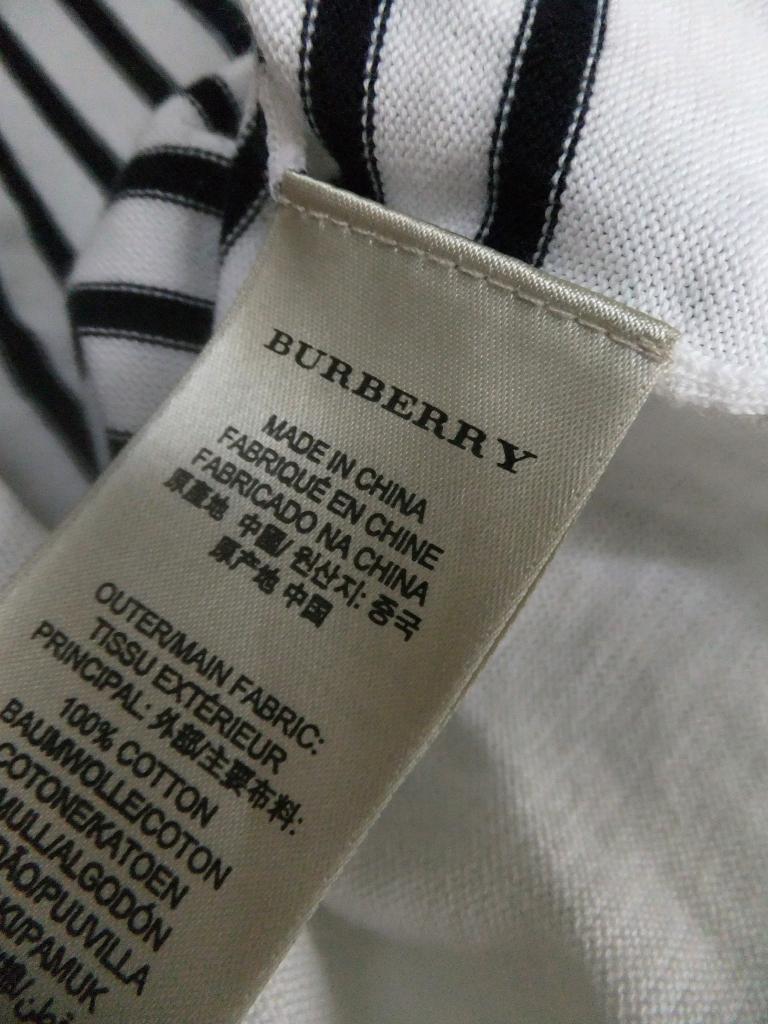 BURBERRY
MADE IN CHINA
FABRIQUÉ EN CHINE
FABRICADO NA CHINA
原產地 中國/ 원산지: 중국
原产地 中国
OUTER/MAIN FABRIC:
TISSU EXTÉRIEUR
PRINCIPAL: 外部/主要布料:
100% COTTON
BAUMWOLLE/COTON
COTONE/KATOEN
MULL/ALGODÓN
PUUVILLA
PAMUK